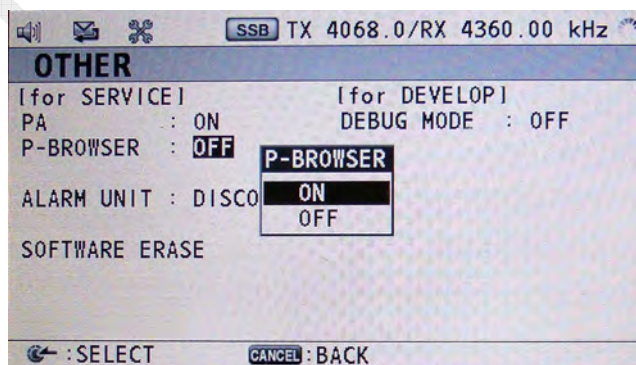 SSB TX 4068.0/RX 4360.00 kHz
OTHER
[for SERVICE]
PA : ON
P-BROWSER : OFF
ALARM UNIT : DISCO
SOFTWARE ERASE
[for DEVELOP]
DEBUG MODE : OFF
P-BROWSER
ON
OFF
:SELECT
CANCEL :BACK